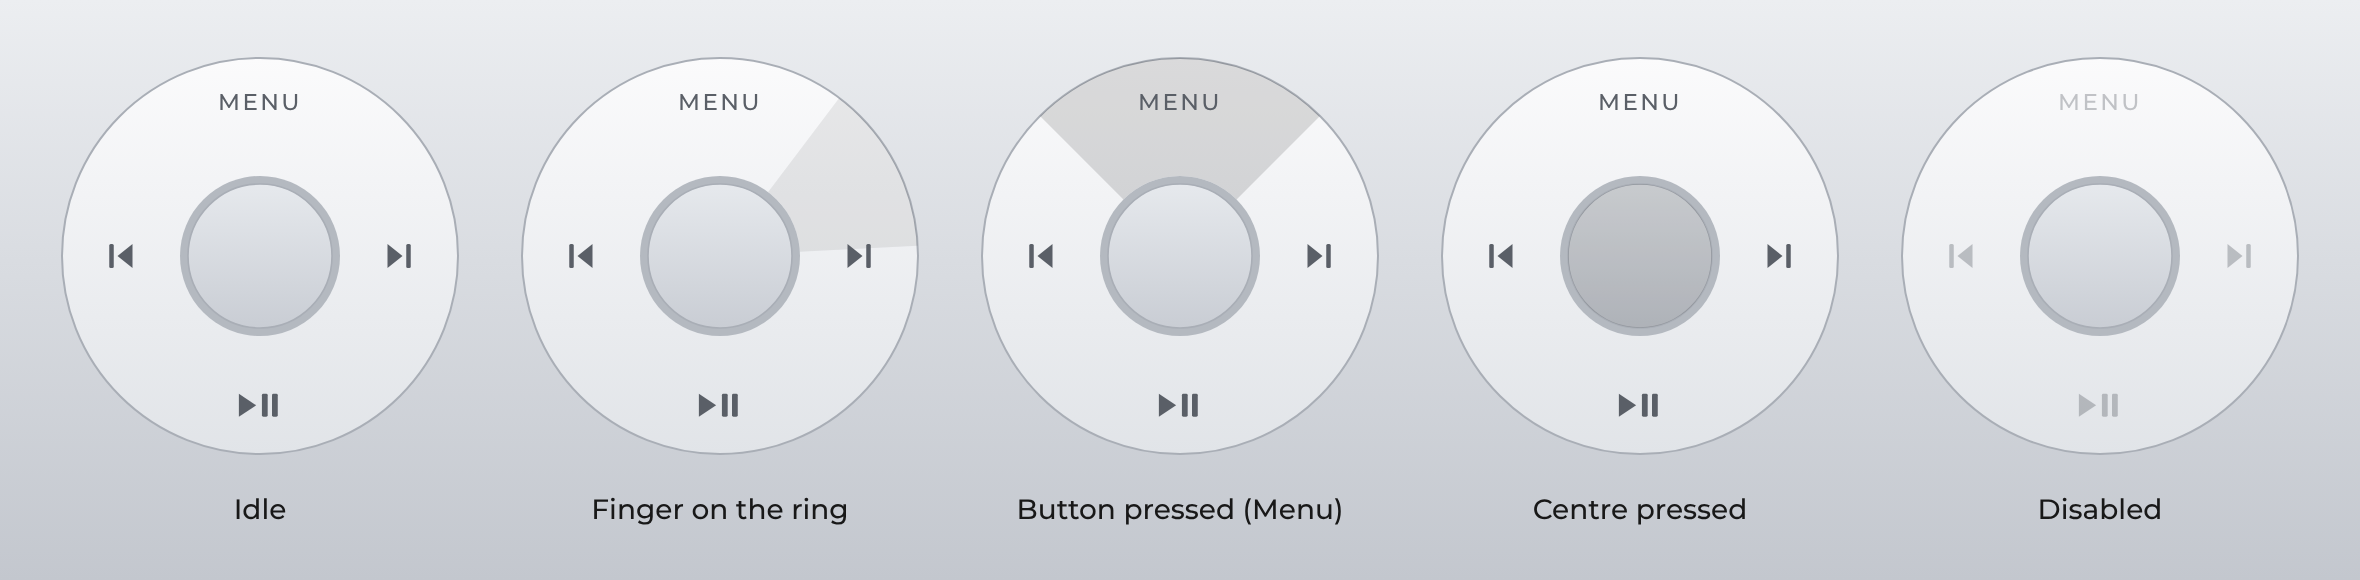 MENU
MENU
MENU
MENU
MENU
Idle
Finger on the ring
Button pressed (Menu)
Centre pressed
Disabled